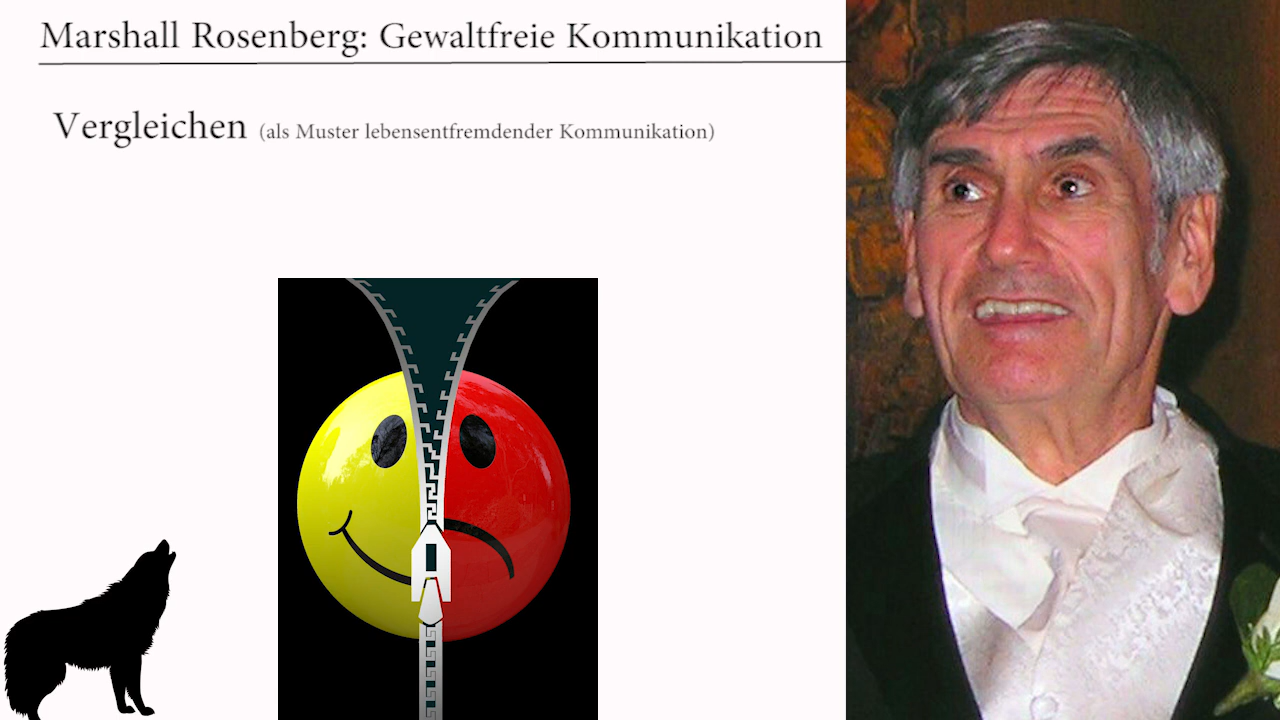 Marshall Rosenberg: Gewaltfreie Kommunikation
Vergleichen (als Muster lebensentfremdender Kommunikation)